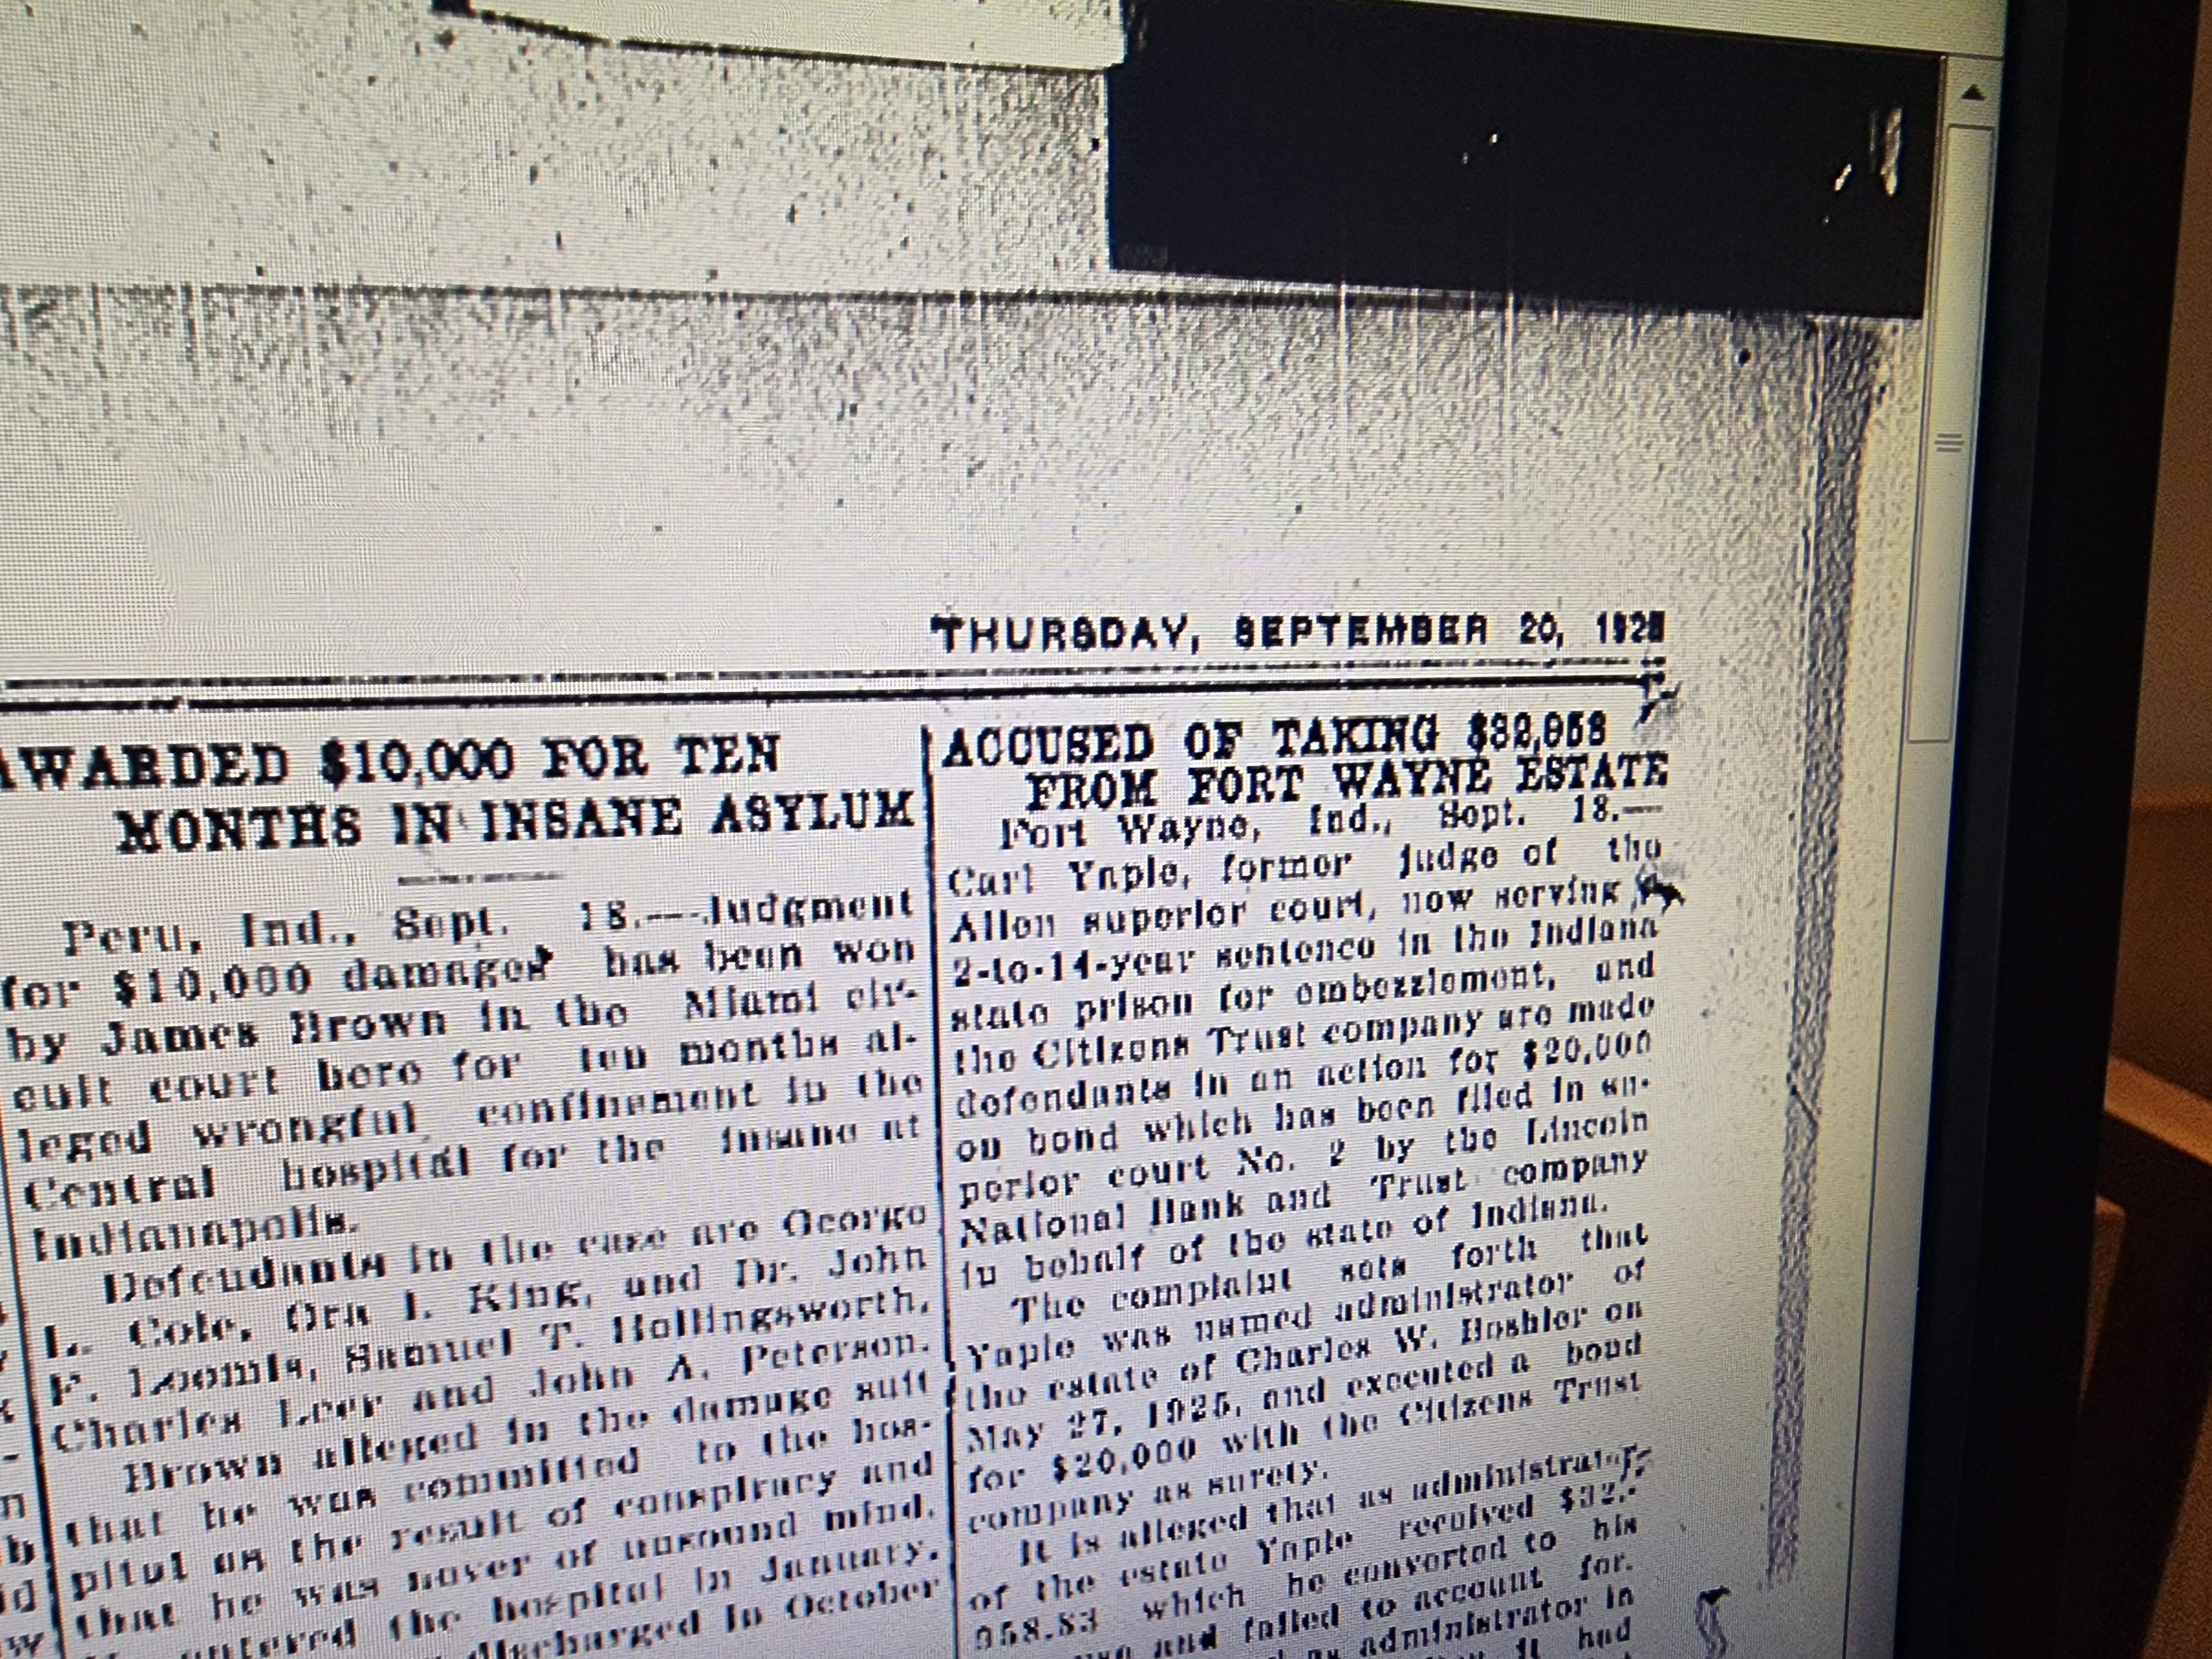 THURSDAY, SEPTEMBER 20, 1928
AWARDED $10,000 FOR TEN
MONTHS IN INSANE ASYLUM
Peru, Ind., Sept. 18.—Judgment
for $10,000 damages has been won
by James Brown in the Miami cir-
cuit court here for ten months al-
leged wrongful confinement in the
Central hospital for the insane at
Indianapolis.
Defendants in the case are George
L. Cole, Ora I. King, and Dr. John
F. Loomis, Samuel T. Hollingsworth,
Charles Leer and John A. Peterson.
Brown alleged in the damage suit
that he was committed to the hos-
pital as the result of conspiracy and
that he was never of unsound mind.
entered the hospital in January,
discharged in October
ACCUSED OF TAKING $32,958
FROM FORT WAYNE ESTATE
Fort Wayne, Ind., Sept. 18.—
Carl Yaple, former judge of the
Allen superior court, now serving a
2-to-14-year sentence in the Indiana
state prison for embezzlement, and
the Citizens Trust company are made
defendants in an action for $20,000
on bond which has been filed in su-
perior court No. 2 by the Lincoln
National Bank and Trust company
in behalf of the state of Indiana.
The complaint sets forth that
Yaple was named administrator of
the estate of Charles W. Hoshler on
May 27, 1925, and executed a bond
for $20,000 with the Citizens Trust
company as surety.
It is alleged that as administrator
of the estate Yaple received $32,-
958.83 which he converted to his
and failed to account for.
administrator in
it had